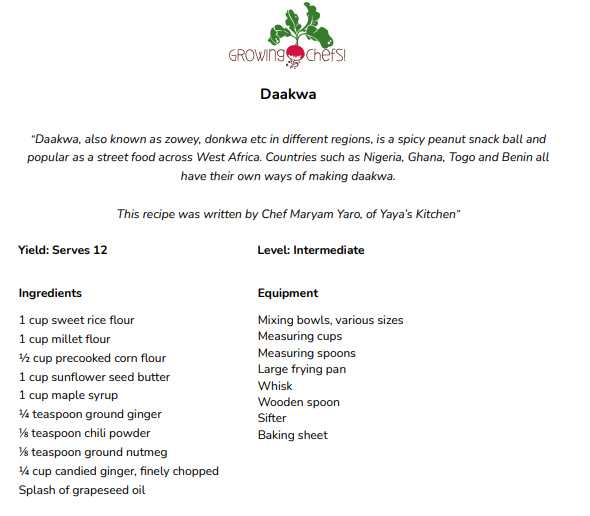 GROWING CHEFS!
Daakwa
“Daakwa, also known as zowey, donkwa etc in different regions, is a spicy peanut snack ball and
popular as a street food across West Africa. Countries such as Nigeria, Ghana, Togo and Benin all
have their own ways of making daakwa.
This recipe was written by Chef Maryam Yaro, of Yaya’s Kitchen”
Yield: Serves 12
Level: Intermediate
Ingredients
1 cup sweet rice flour
1 cup millet flour
½ cup precooked corn flour
1 cup sunflower seed butter
1 cup maple syrup
¼ teaspoon ground ginger
⅛ teaspoon chili powder
⅛ teaspoon ground nutmeg
¼ cup candied ginger, finely chopped
Splash of grapeseed oil
Equipment
Mixing bowls, various sizes
Measuring cups
Measuring spoons
Large frying pan
Whisk
Wooden spoon
Sifter
Baking sheet